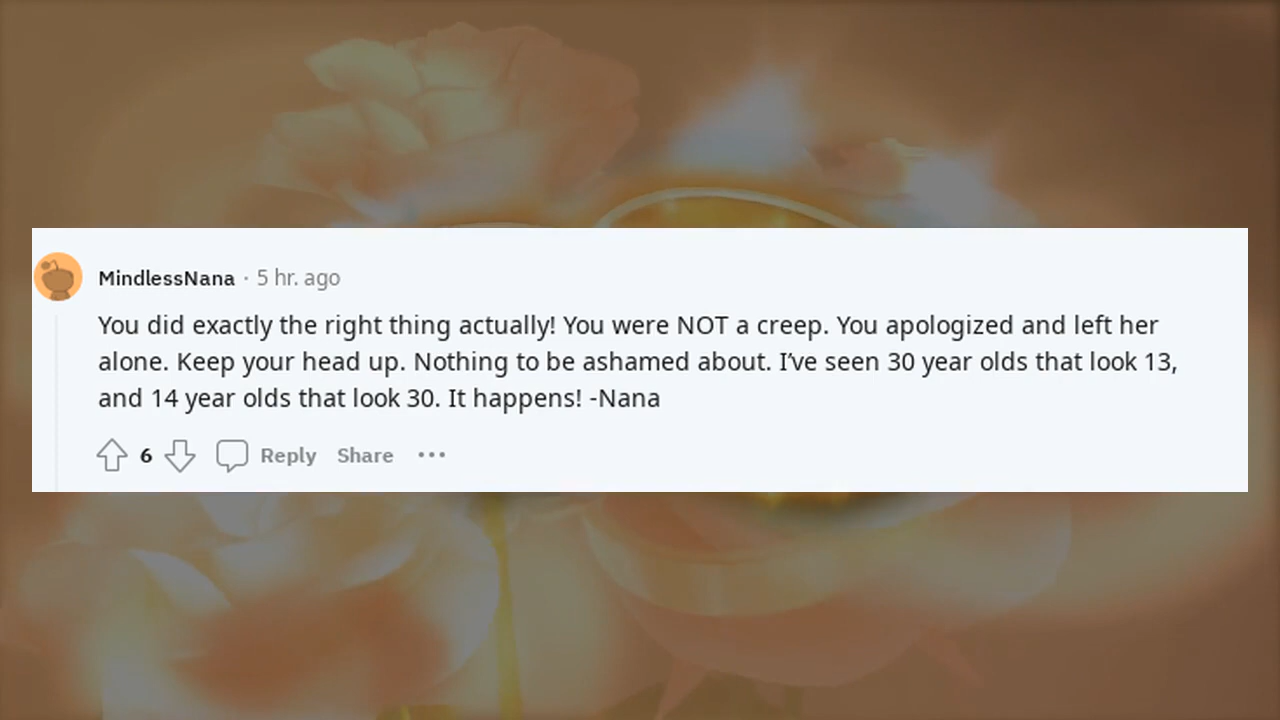 MindlessNana · 5 hr. ago
You did exactly the right thing actually! You were NOT a creep. You apologized and left her
alone. Keep your head up. Nothing to be ashamed about. I’ve seen 30 year olds that look 13,
and 14 year olds that look 30. It happens! -Nana
6 Reply Share